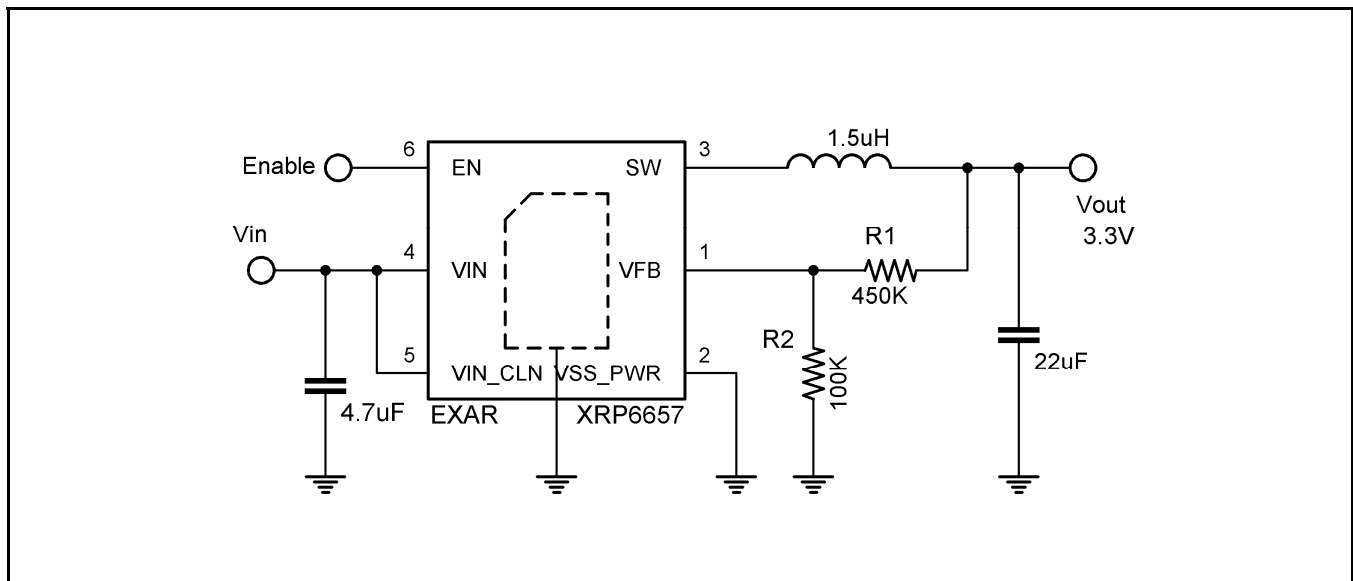 1.5uH
6
3
Enable
EN
SW
Vout
3.3V
Vin
R1
4
1
VIN
VFB
450K
R2
5
2
100K
22uF
VIN_CLN
VSS_PWR
4.7uF
EXAR
XRP6657